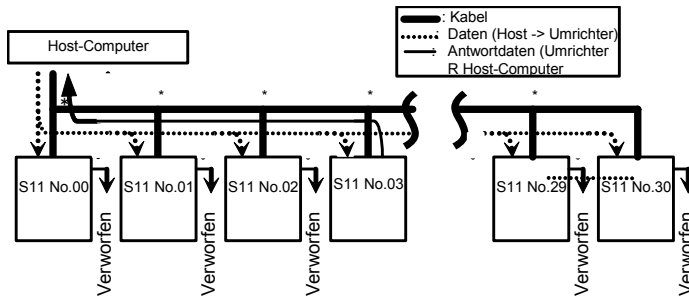 Host-Computer
: Kabel
: Daten (Host -> Umrichter)
: Antwortdaten (Umrichter
R Host-Computer
*
*
*
*
*
S11 No.00
S11 No.01
S11 No.02
S11 No.03
S11 No.29
S11 No.30
Verworfen
Verworfen
Verworfen
Verworfen
Verworfen